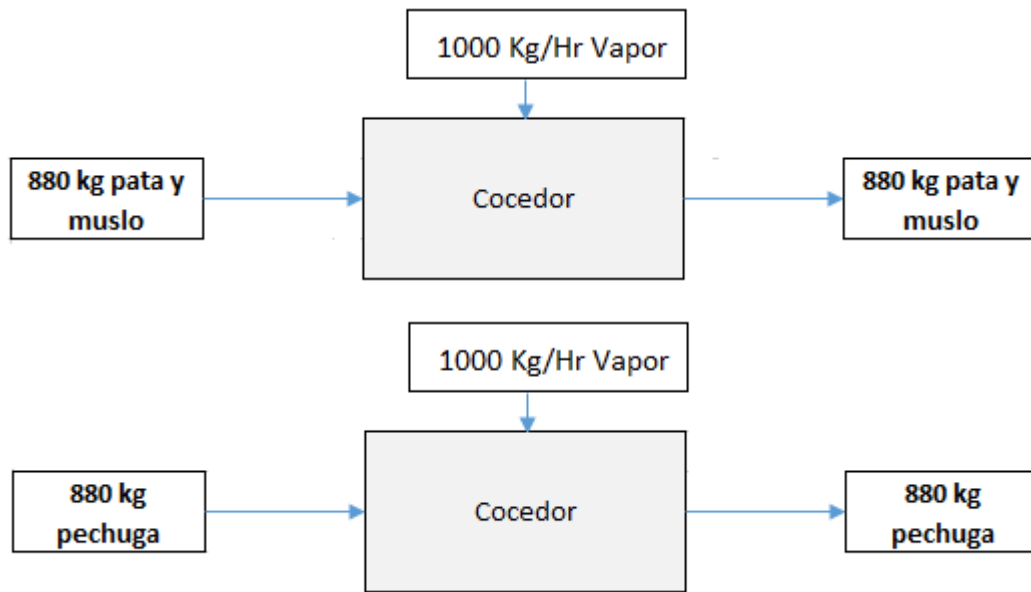 1000 Kg/Hr Vapor
880 kg pata y
muslo
Cocedor
880 kg pata y
muslo
1000 Kg/Hr Vapor
880 kg
pechuga
Cocedor
880 kg
pechuga